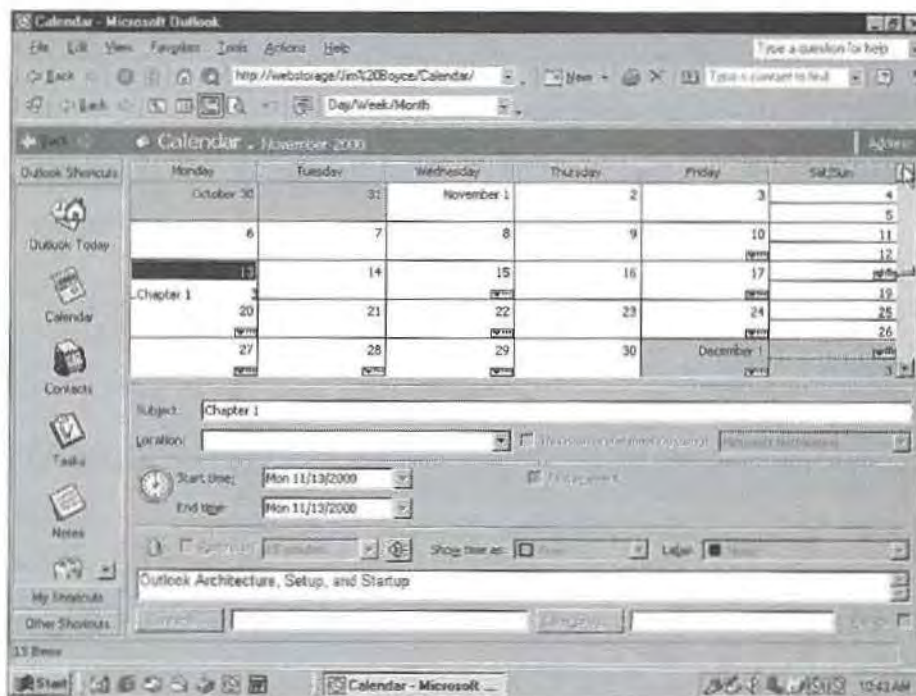 Calendar - Microsoft Outlook
File Edit View Favorites Tools Actions Help Type a question for help
Back http://webstorage/Jim%20Boyce/Calendar/ New Type a contact to find
Back Day/Week/Month
Back Calendar . November 2000 Address
Outlook Shortcuts Monday Tuesday Wednesday Thursday Friday Sat/Sun
October 30 31 November 1 2 3 4
5
Outlook Today 6 7 8 9 10 11
12
13 14 15 16 17
Chapter 1 19
Calendar 20 21 22 23 24 25
26
27 28 29 30 December 1
3
Contacts
Subject: Chapter 1
Location:
Tasks
Start time: Mon 11/13/2000
End time: Mon 11/13/2000
Notes
Show time as: Label:
Outlook Architecture, Setup, and Startup
My Shortcuts
Other Shortcuts
13 Items
Start Calendar - Microsoft ... 10:43 AM